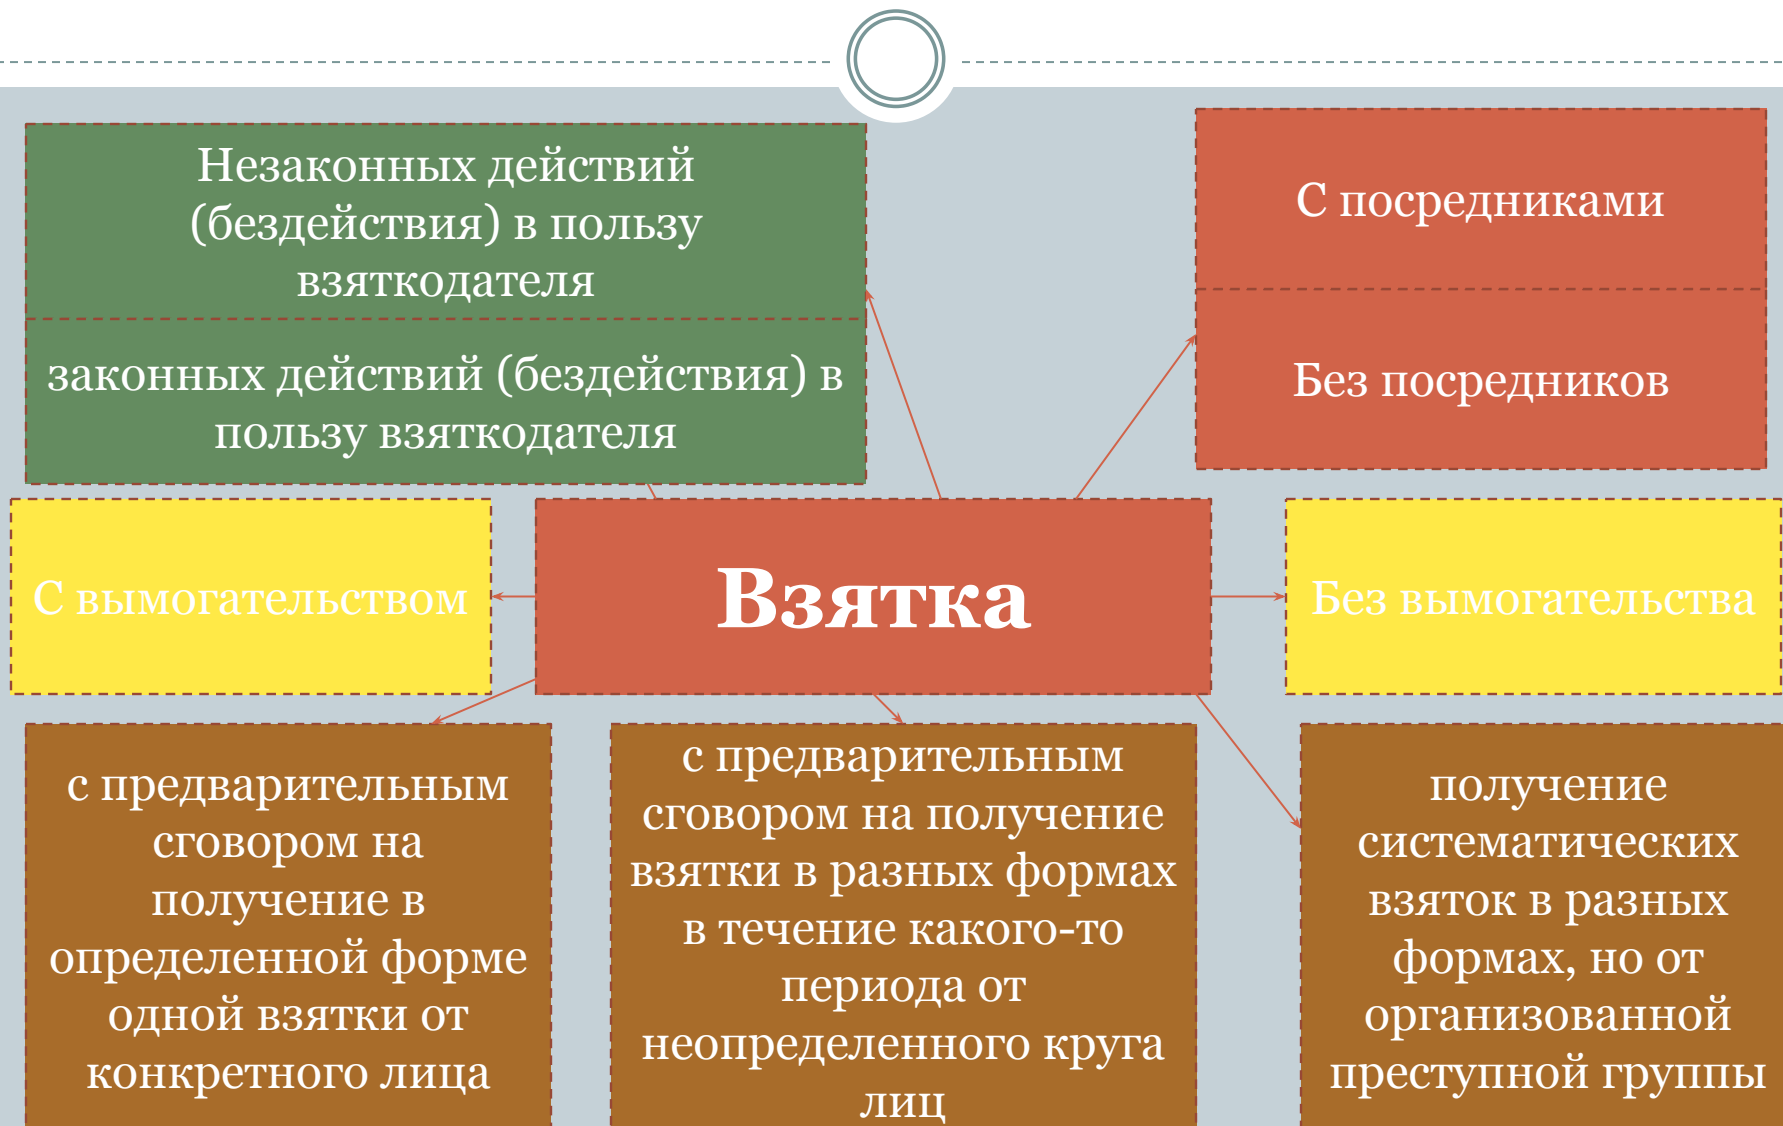 Незаконных действий
(бездействия) в пользу
взяткодателя
законных действий (бездействия) в
пользу взяткодателя
С посредниками
Без посредников
С вымогательством
Взятка
Без вымогательства
с предварительным
сговором на
получение в
определенной форме
одной взятки от
конкретного лица
с предварительным
сговором на получение
взятки в разных формах
в течение какого-то
периода от
неопределенного круга
лиц
получение
систематических
взяток в разных
формах, но от
организованной
преступной группы